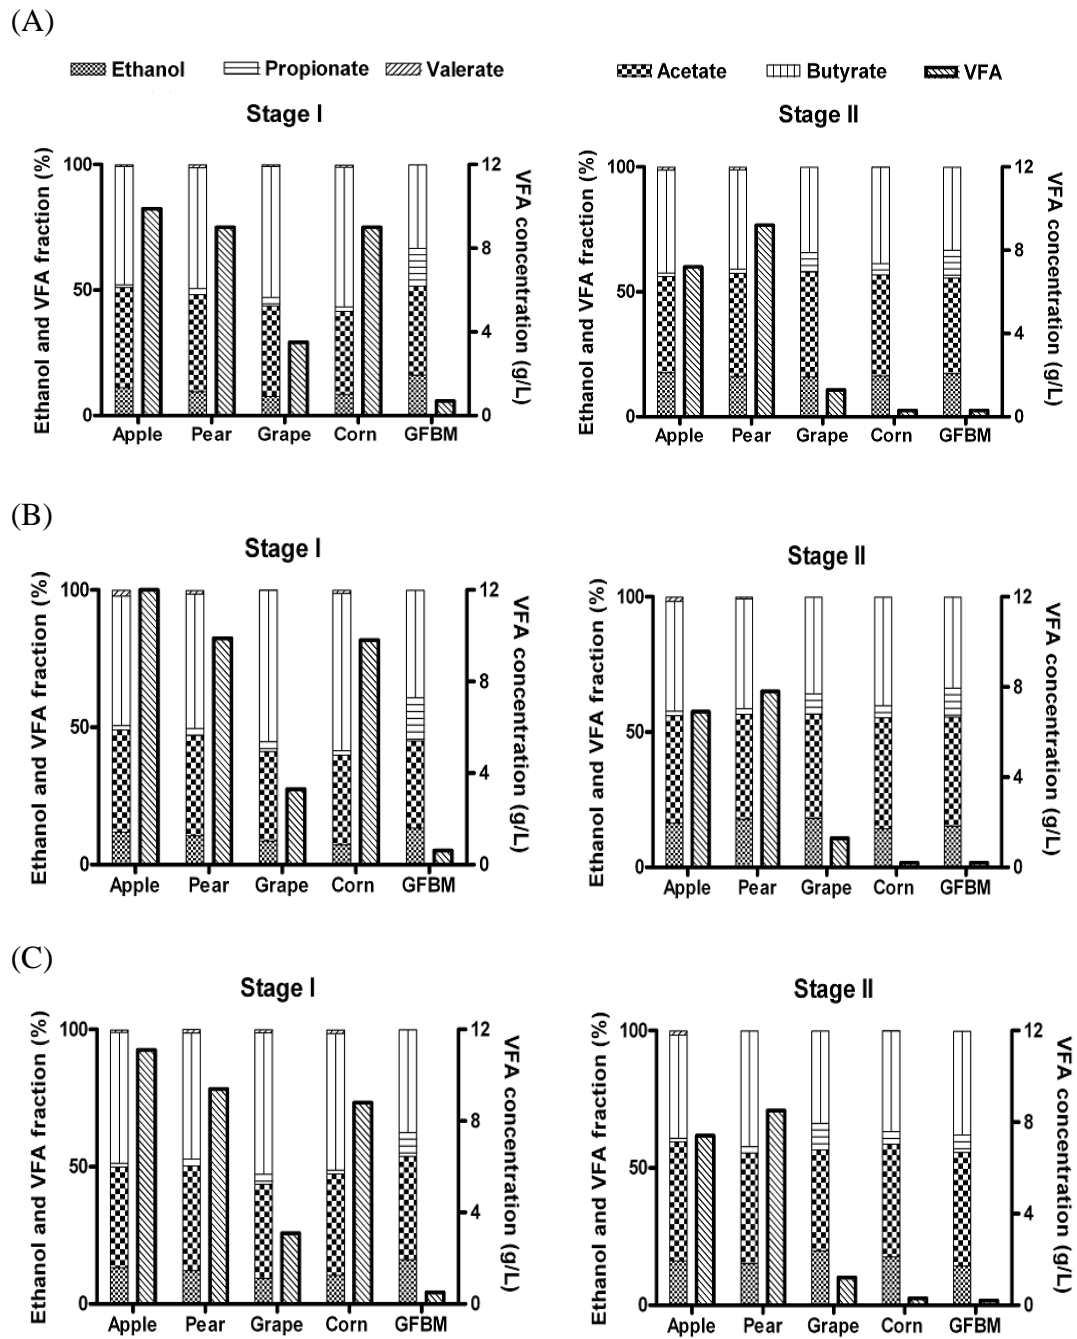 (A)
Ethanol Propionate Valerate Acetate Butyrate VFA
Stage I
Ethanol and VFA fraction (%)
100
50
0
12
8
4
0
VFA concentration (g/L)
Apple Pear Grape Corn GFBM
Stage II
Ethanol and VFA fraction (%)
100
50
0
12
8
4
0
VFA concentration (g/L)
Apple Pear Grape Corn GFBM
(B)
Stage I
Ethanol and VFA fraction (%)
100
50
0
12
8
4
0
VFA concentration (g/L)
Apple Pear Grape Corn GFBM
Stage II
Ethanol and VFA fraction (%)
100
50
0
12
8
4
0
VFA concentration (g/L)
Apple Pear Grape Corn GFBM
(C)
Stage I
Ethanol and VFA fraction (%)
100
50
0
12
8
4
0
VFA concentration (g/L)
Apple Pear Grape Corn GFBM
Stage II
Ethanol and VFA fraction (%)
100
50
0
12
8
4
0
VFA concentration (g/L)
Apple Pear Grape Corn GFBM